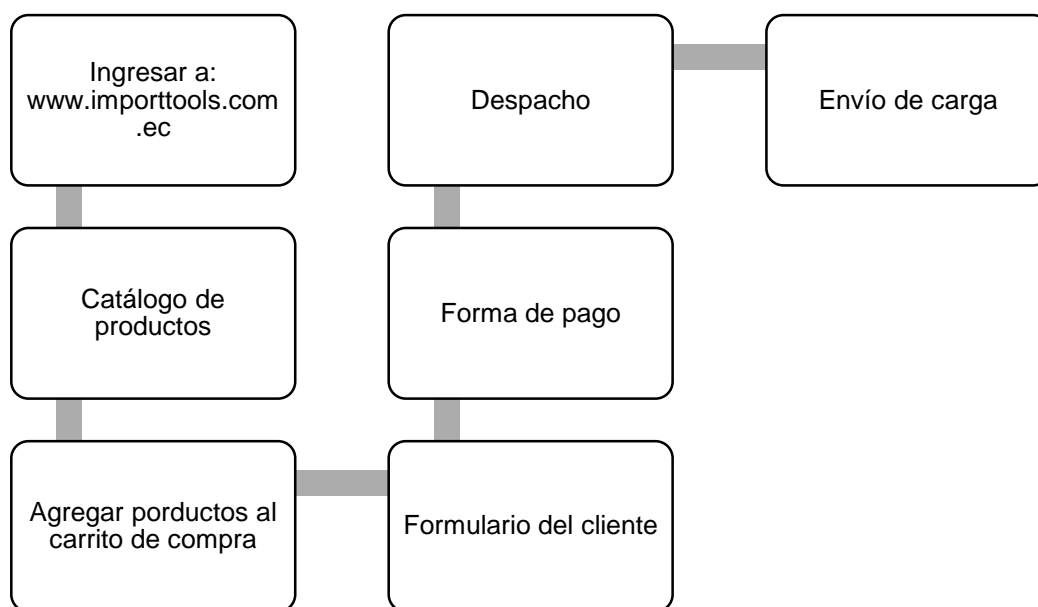 Ingresar a:
www.importtools.com
.ec
Catálogo de
productos
Agregar porductos al
carrito de compra
Formulario del cliente
Forma de pago
Despacho
Envío de carga